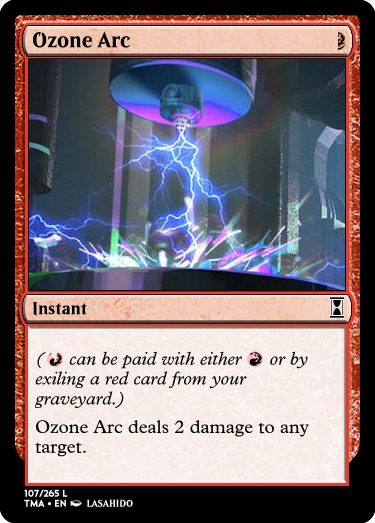 Ozone Arc
Instant
( can be paid with either or by
exiling a red card from your
graveyard.)
Ozone Arc deals 2 damage to any
target.
107/265 L
TMA • EN LASAHIDO